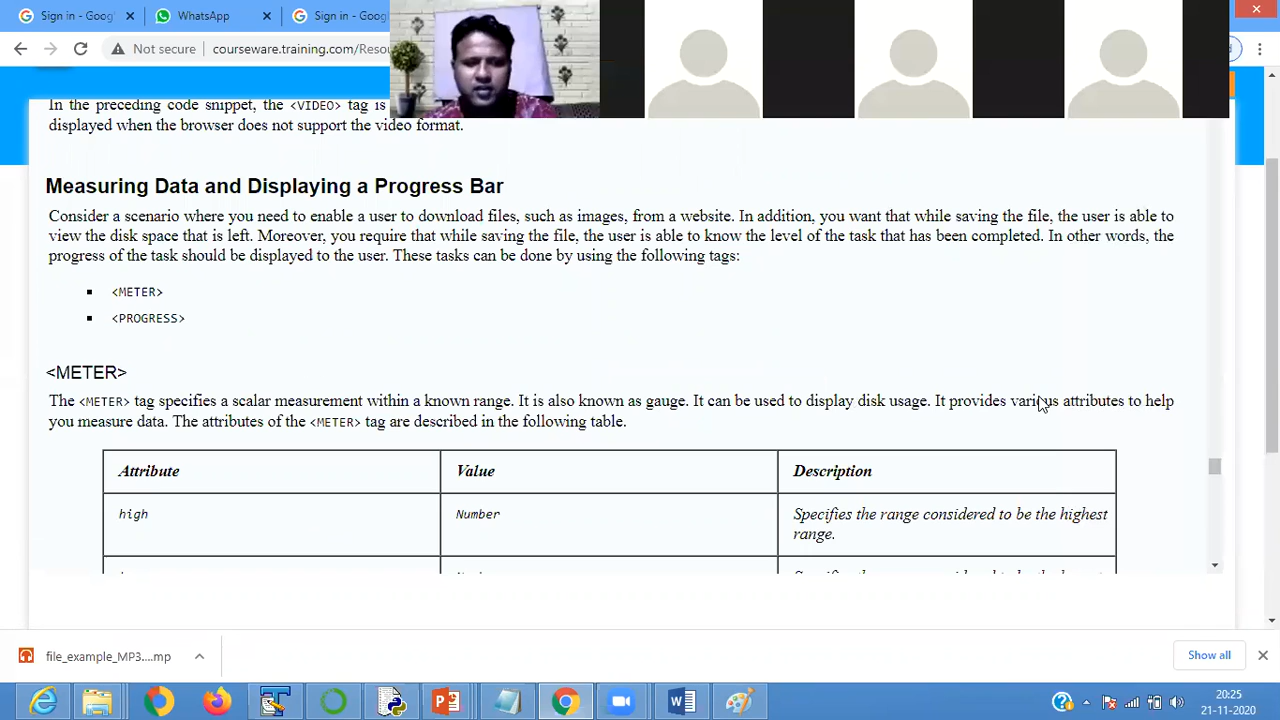 Sign in - Goog
WhatsApp
Sign in - Goog
Not secure
courseware.training.com/Resou
In the preceding code snippet, the <VIDEO> tag is
displayed when the browser does not support the video format.
Measuring Data and Displaying a Progress Bar
Consider a scenario where you need to enable a user to download files, such as images, from a website. In addition, you want that while saving the file, the user is able to
view the disk space that is left. Moreover, you require that while saving the file, the user is able to know the level of the task that has been completed. In other words, the
progress of the task should be displayed to the user. These tasks can be done by using the following tags:
<METER>
<PROGRESS>
<METER>
The <METER> tag specifies a scalar measurement within a known range. It is also known as gauge. It can be used to display disk usage. It provides various attributes to help
you measure data. The attributes of the <METER> tag are described in the following table.
Attribute Value Description
high Number Specifies the range considered to be the highest
range.
file_example_MP3....mp
Show all
20:25
21-11-2020